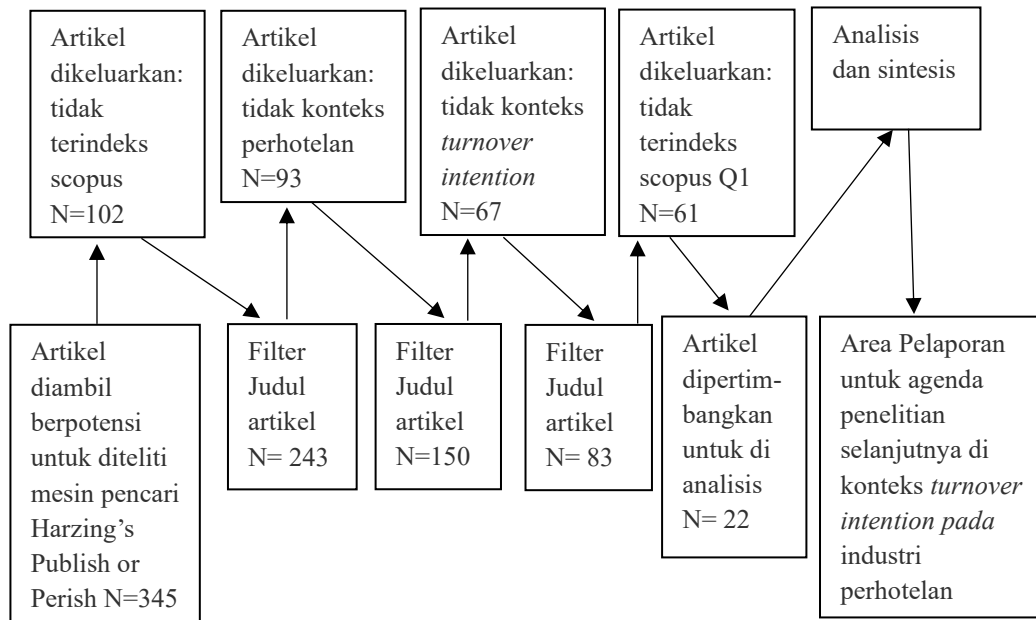 Artikel
dikeluarkan:
tidak
terindeks
scopus
N=102
Artikel
dikeluarkan:
tidak konteks
perhotelan
N=93
Artikel
dikeluarkan:
tidak konteks
turnover
intention
N=67
Artikel
dikeluarkan:
tidak
terindeks
scopus Q1
N=61
Analisis
dan sintesis
Artikel
diambil
berpotensi
untuk diteliti
mesin pencari
Harzing’s
Publish or
Perish N=345
Filter
Judul
artikel
N= 243
Filter
Judul
artikel
N=150
Filter
Judul
artikel
N= 83
Artikel
dipertim-
bangkan
untuk di
analisis
N= 22
Area Pelaporan
untuk agenda
penelitian
selanjutnya di
konteks turnover
intention pada
industri
perhotelan